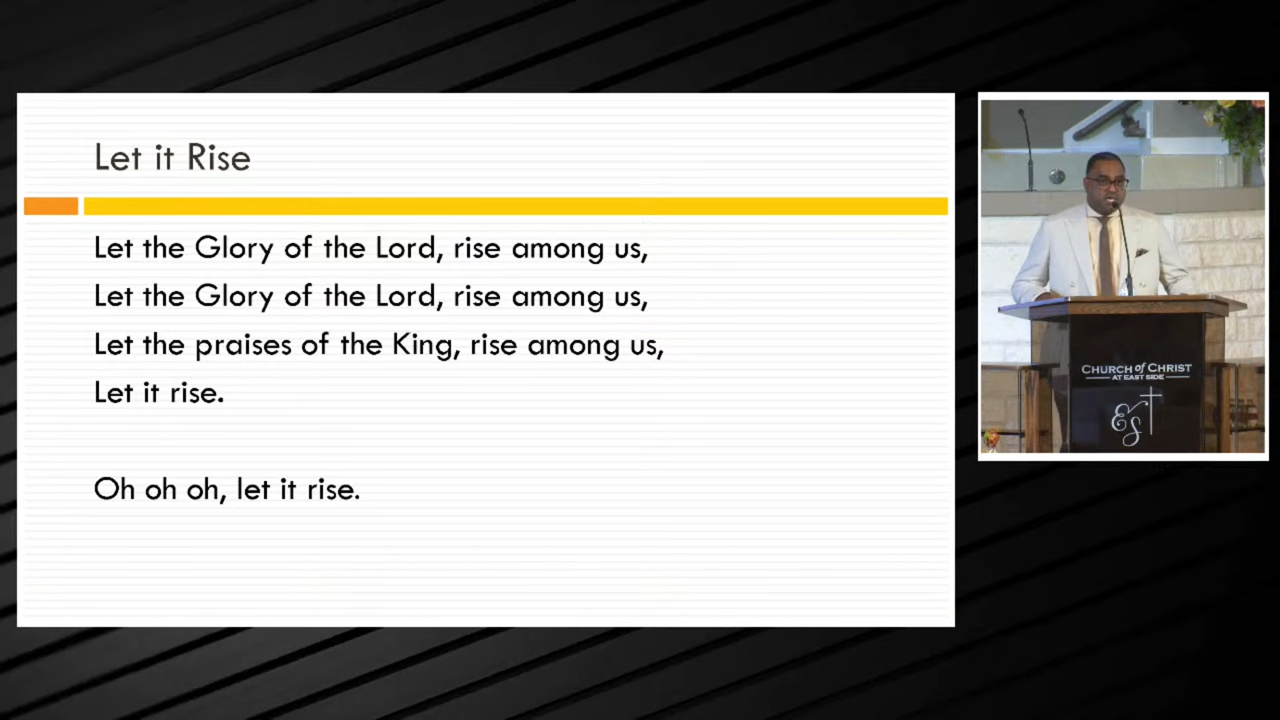 Let it Rise
Let the Glory of the Lord, rise among us,
Let the Glory of the Lord, rise among us,
Let the praises of the King, rise among us,
Let it rise.
Oh oh oh, let it rise.
CHURCH of CHRIST
AT EAST SIDE